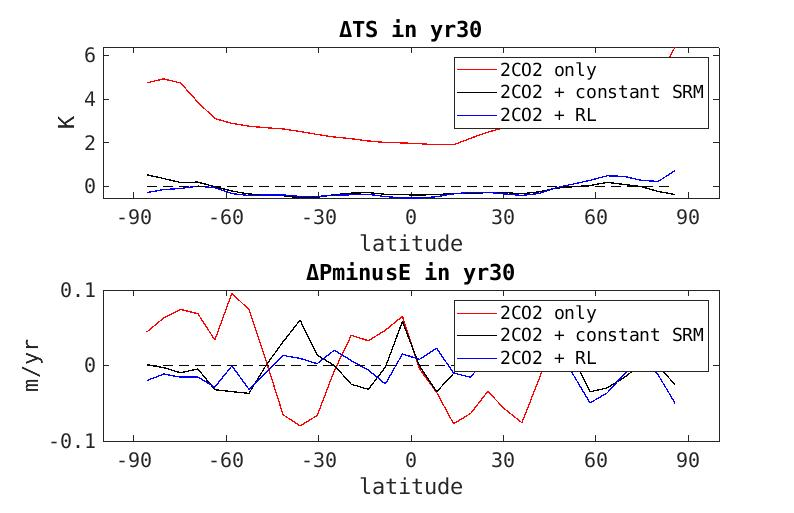 ΔTS in yr30
6
4
2
0
K
2CO2 only
2CO2 + constant SRM
2CO2 + RL
-90 -60 -30 0 30 60 90
latitude
ΔPminusE in yr30
0.1
0
-0.1
m/yr
2CO2 only
2CO2 + constant SRM
2CO2 + RL
-90 -60 -30 0 30 60 90
latitude